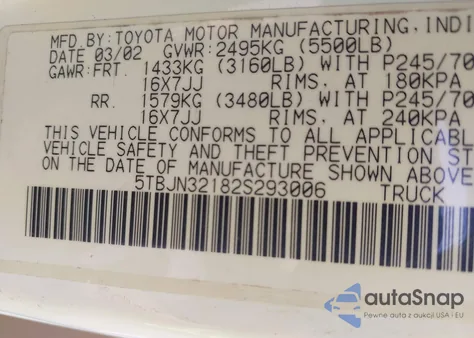 MFD.BY:TOYOTA MOTOR MANUFACTURING,INDI
DATE 03/02 GVWR:2495KG (5500LB)
GAWR:FRT. 1433KG (3160LB) WITH P245/70
16X7JJ RIMS. AT 180KPA
RR. 1579KG (3480LB) WITH P245/70
16X7JJ RIMS. AT 240KPA
THIS VEHICLE CONFORMS TO ALL APPLICABL
VEHICLE SAFETY AND THEFT PREVENTION ST
ON THE DATE OF MANUFACTURE SHOWN ABOVE
5TBJN32182S293006 TRUCK
autoSnap
Pewne auta z aukcji USA i EU